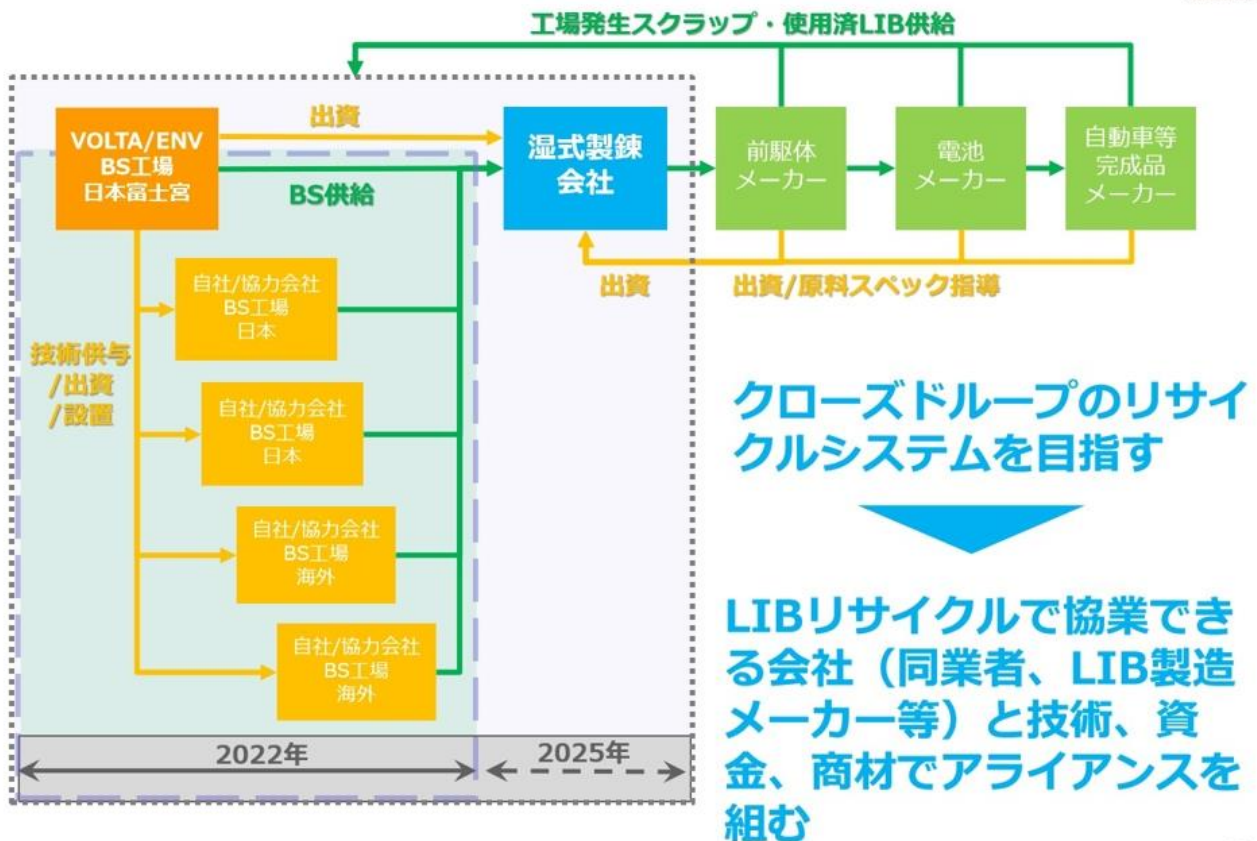 工場発生スクラップ・使用済LIB供給
VOLTA/ENV
BS工場
日本富士宮
出資
BS供給
湿式製錬
会社
前駆体
メーカー
電池
メーカー
自動車等
完成品
メーカー
出資
出資/原料スペック指導
技術供与
/出資
/設置
自社/協力会社
BS工場
日本
自社/協力会社
BS工場
日本
自社/協力会社
BS工場
海外
自社/協力会社
BS工場
海外
2022年
2025年
クローズドループのリサイ
クルシステムを目指す
LIBリサイクルで協業でき
る会社（同業者、LIB製造
メーカー等）と技術、資
金、商材でアライアンスを
組む